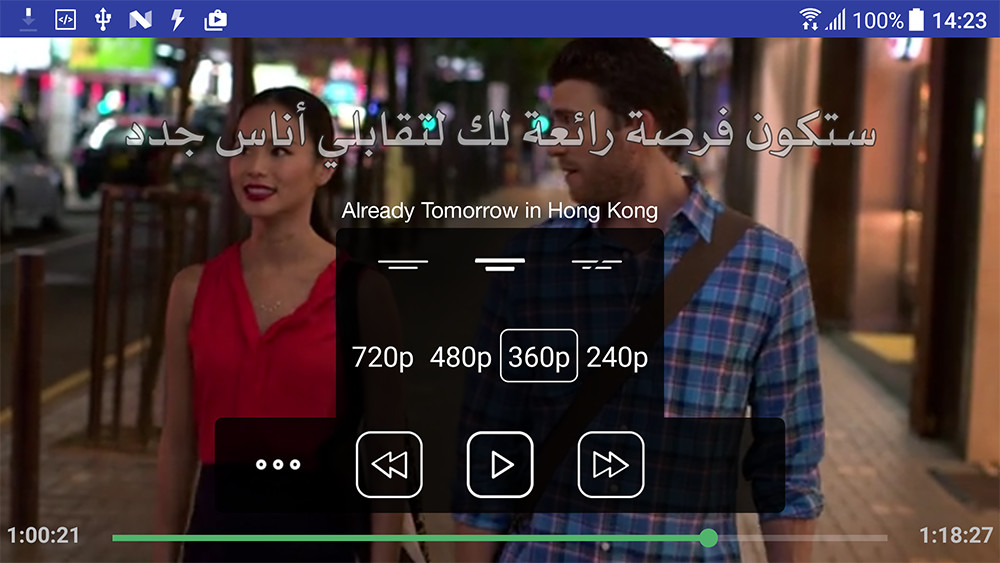 100% 14:23
ستكون فرصة رائعة لك لتقابلي أناس جدد
Already Tomorrow in Hong Kong
720p 480p 360p 240p
1:00:21 1:18:27